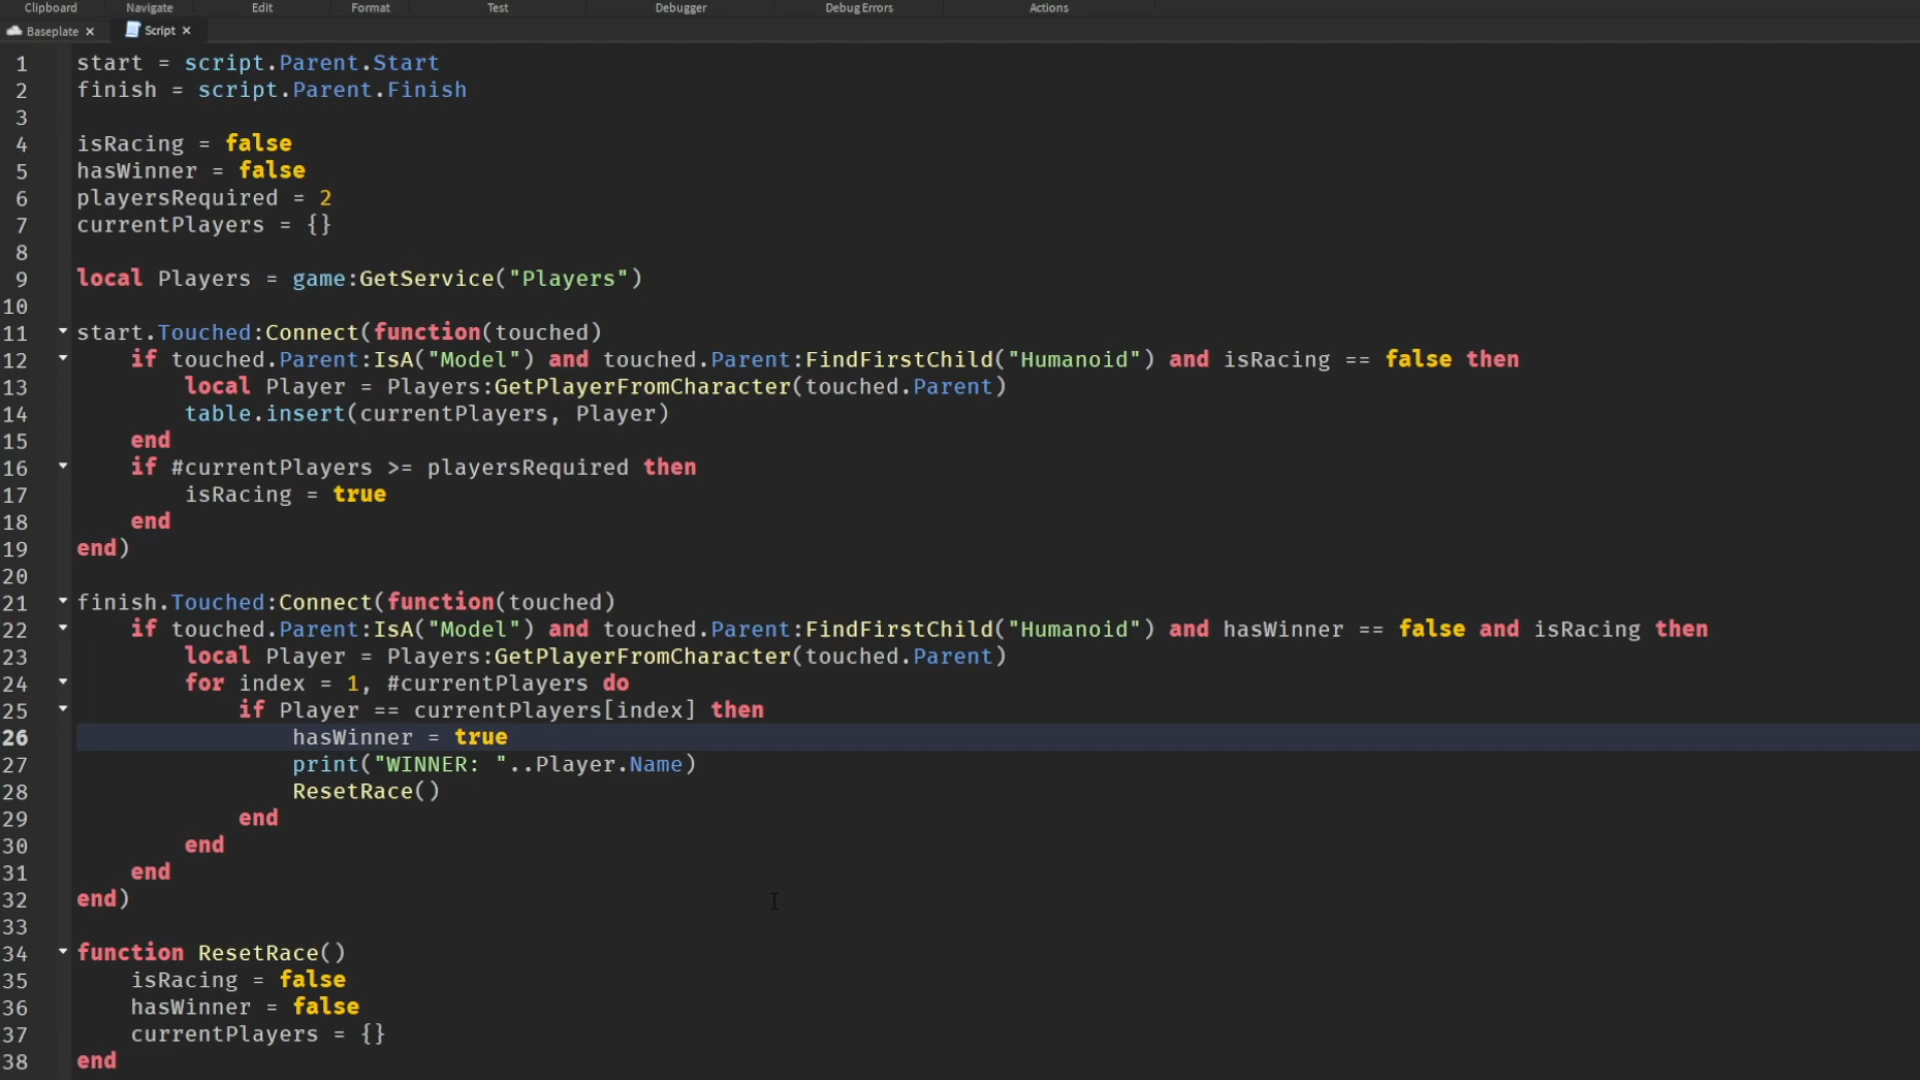 Clipboard Navigate Edit Format Test Debugger Debug Errors Actions
Baseplate × Script ×
1 start = script.Parent.Start
2 finish = script.Parent.Finish
3
4 isRacing = false
5 hasWinner = false
6 playersRequired = 2
7 currentPlayers = {}
8
9 local Players = game:GetService("Players")
10
11 start.Touched:Connect(function(touched)
12     if touched.Parent:IsA("Model") and touched.Parent:FindFirstChild("Humanoid") and isRacing == false then
13         local Player = Players:GetPlayerFromCharacter(touched.Parent)
14         table.insert(currentPlayers, Player)
15     end
16     if #currentPlayers >= playersRequired then
17         isRacing = true
18     end
19 end)
20
21 finish.Touched:Connect(function(touched)
22     if touched.Parent:IsA("Model") and touched.Parent:FindFirstChild("Humanoid") and hasWinner == false and isRacing then
23         local Player = Players:GetPlayerFromCharacter(touched.Parent)
24         for index = 1, #currentPlayers do
25             if Player == currentPlayers[index] then
26                 hasWinner = true
27                 print("WINNER: "..Player.Name)
28                 ResetRace()
29             end
30         end
31     end
32 end)
33
34 function ResetRace()
35     isRacing = false
36     hasWinner = false
37     currentPlayers = {}
38 end